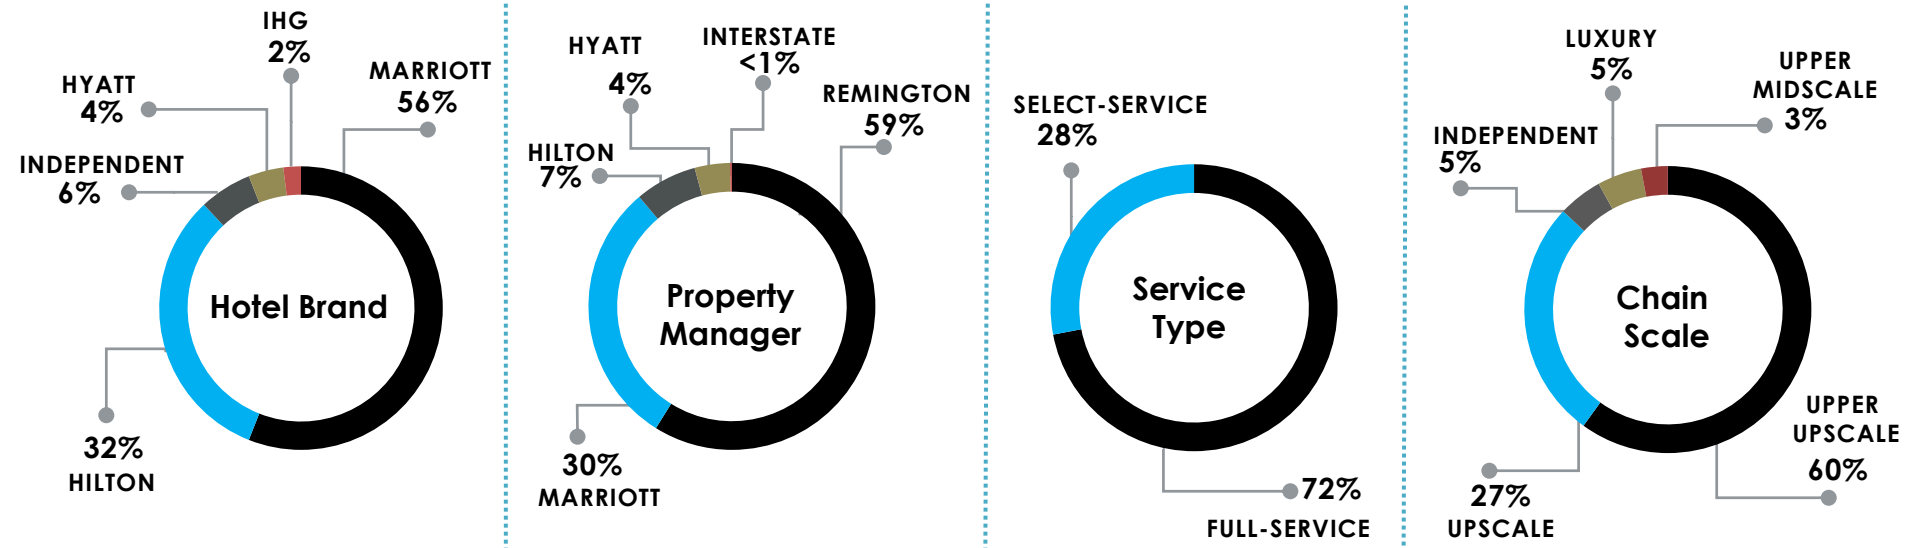 IHG
2%
MARRIOTT
56%
HYATT
4%
INDEPENDENT
6%
Hotel Brand
32%
HILTON
INTERSTATE
<1%
HYATT
4%
REMINGTON
59%
HILTON
7%
Property
Manager
30%
MARRIOTT
SELECT-SERVICE
28%
Service
Type
72%
FULL-SERVICE
LUXURY
5%
UPPER
MIDSCALE
3%
INDEPENDENT
5%
Chain
Scale
UPPER
UPSCALE
60%
27%
UPSCALE